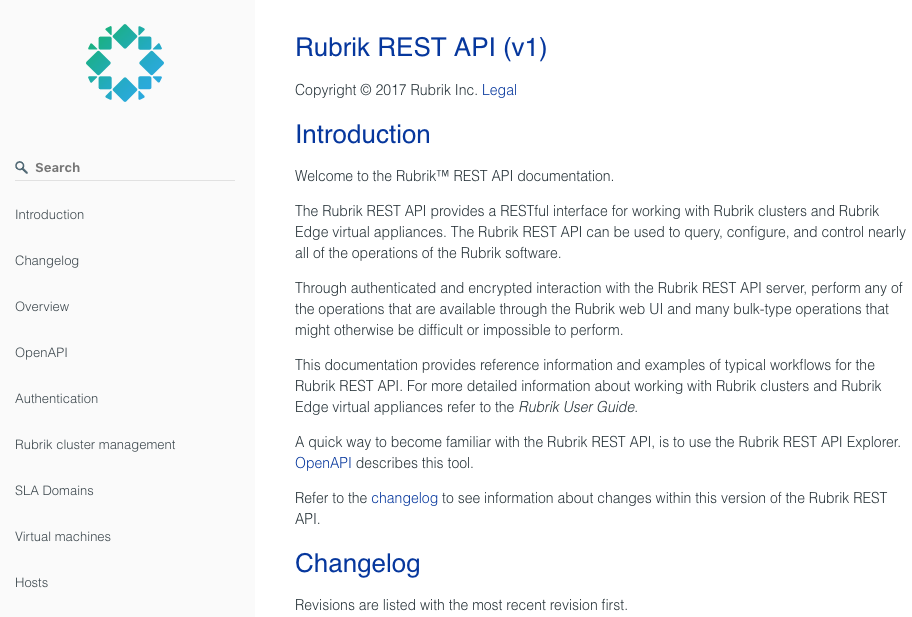 Search
Introduction
Changelog
Overview
OpenAPI
Authentication
Rubrik cluster management
SLA Domains
Virtual machines
Hosts
Rubrik REST API (v1)
Copyright © 2017 Rubrik Inc. Legal
Introduction
Welcome to the Rubrik™ REST API documentation.
The Rubrik REST API provides a RESTful interface for working with Rubrik clusters and Rubrik
Edge virtual appliances. The Rubrik REST API can be used to query, configure, and control nearly
all of the operations of the Rubrik software.
Through authenticated and encrypted interaction with the Rubrik REST API server, perform any of
the operations that are available through the Rubrik web UI and many bulk-type operations that
might otherwise be difficult or impossible to perform.
This documentation provides reference information and examples of typical workflows for the
Rubrik REST API. For more detailed information about working with Rubrik clusters and Rubrik
Edge virtual appliances refer to the Rubrik User Guide.
A quick way to become familiar with the Rubrik REST API, is to use the Rubrik REST API Explorer.
OpenAPI describes this tool.
Refer to the changelog to see information about changes within this version of the Rubrik REST
API.
Changelog
Revisions are listed with the most recent revision first.